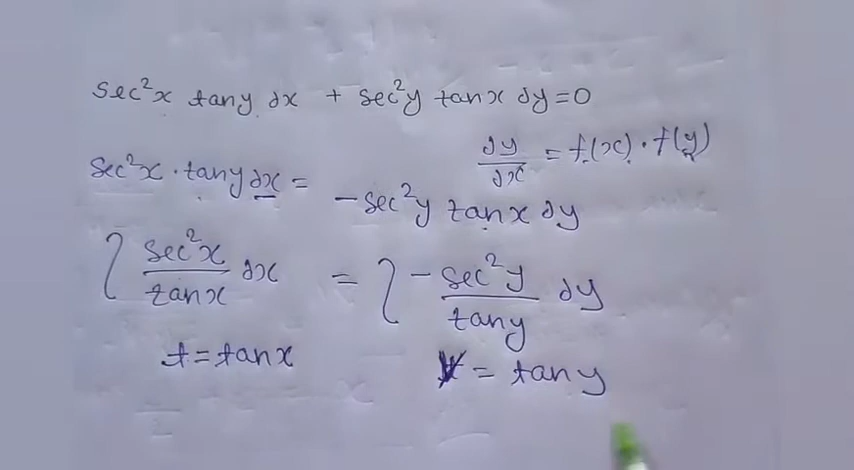 sec²x tany dx + sec²y tanx dy = 0
dy/dx = f(x) · f(y)
sec²x · tany dx =
- sec²y tanx dy
∫ sec²x/tanx dx = ∫ - sec²y/tany dy
t = tanx
v = tany